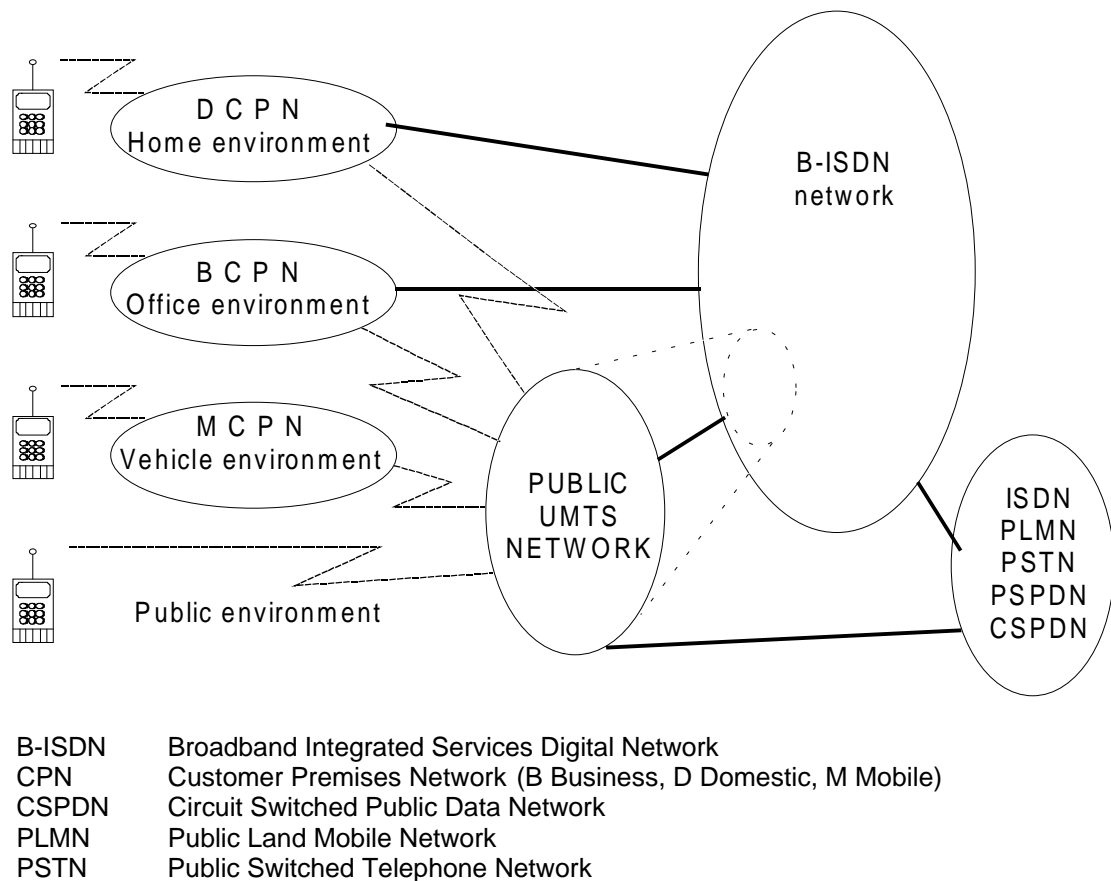 D C P N
Home environment
B-ISDN
network
B C P N
Office environment
M C P N
Vehicle environment
PUBLIC
UMTS
NETWORK
ISDN
PLMN
PSTN
PSPDN
CSPDN
Public environment
B-ISDN Broadband Integrated Services Digital Network
CPN Customer Premises Network (B Business, D Domestic, M Mobile)
CSPDN Circuit Switched Public Data Network
PLMN Public Land Mobile Network
PSTN Public Switched Telephone Network